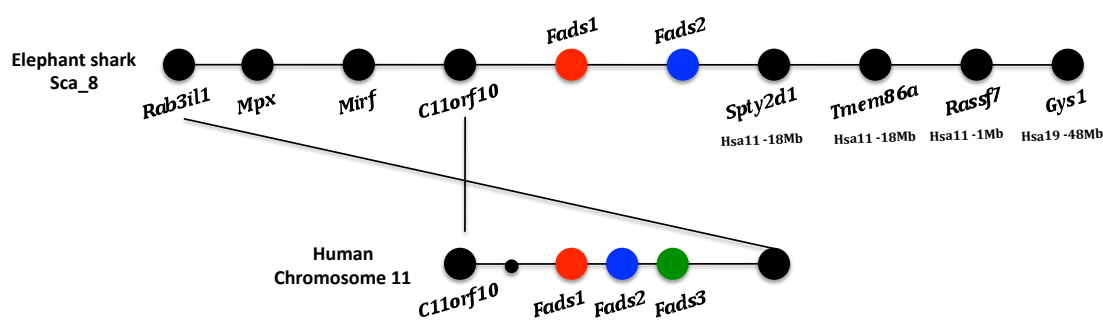 Fads1 Fads2
Elephant shark
Sca_8
Rab3il1 Mpx Mirf C11orf10 Spty2d1 Tmem86a Rassf7 Gys1
Hsa11 -18Mb Hsa11 -18Mb Hsa11 -1Mb Hsa19 -48Mb
Human
Chromosome 11
C11orf10 Fads1 Fads2 Fads3